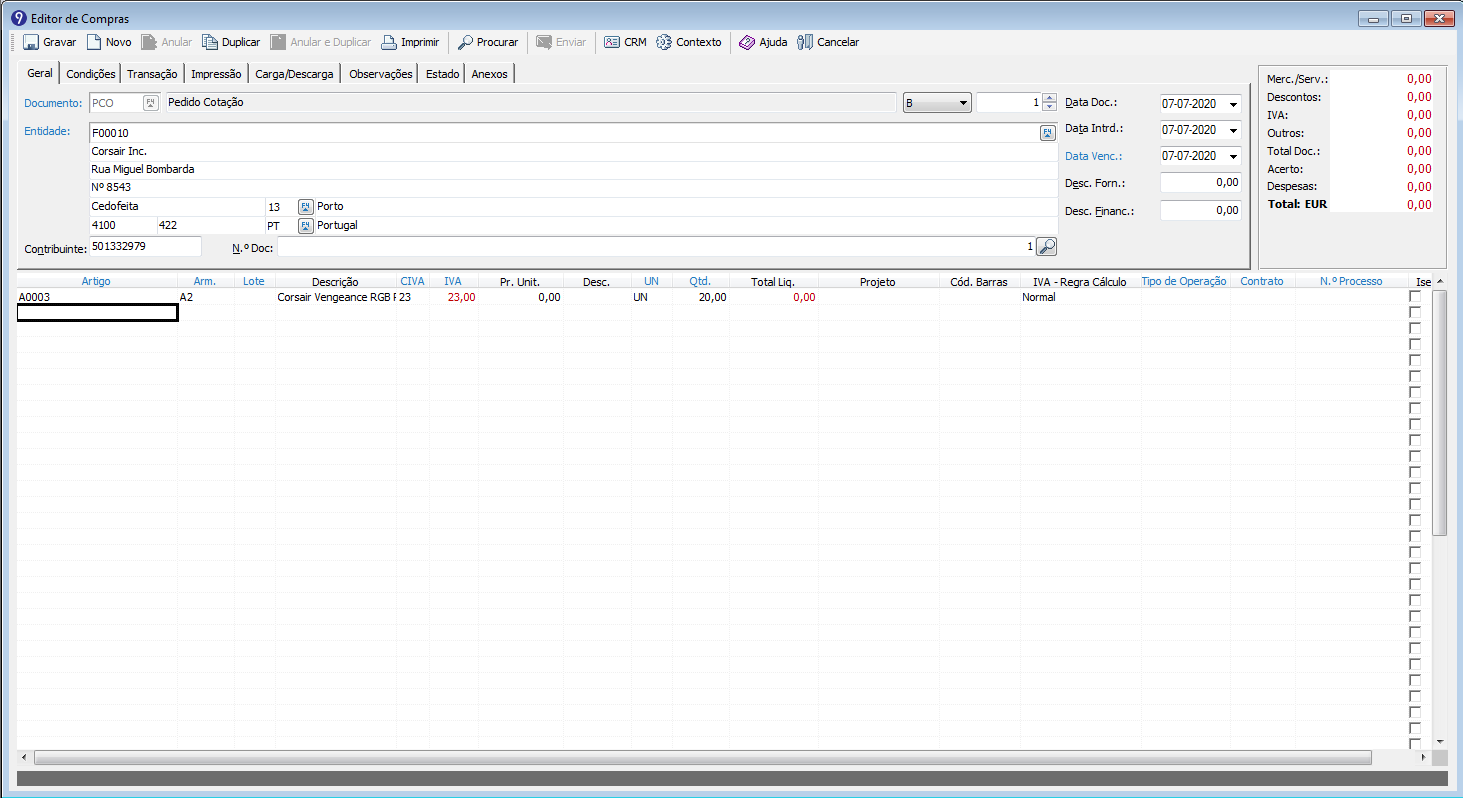 Editor de Compras
Gravar Novo Anular Duplicar Anular e Duplicar Imprimir Procurar Enviar CRM Contexto Ajuda Cancelar
Geral Condições Transação Impressão Carga/Descarga Observações Estado Anexos
Documento: PCO Pedido Cotação B 1 Data Doc.: 07-07-2020
Entidade: F00010 Data Intrd.: 07-07-2020
Corsair Inc.
Rua Miguel Bombarda Data Venc.: 07-07-2020
Nº 8543 Desc. Forn.: 0,00
Cedofeita 13 Porto Desc. Financ.: 0,00
4100 422 PT Portugal
Contribuinte: 501332979 N.º Doc: 1
Merc./Serv.: 0,00
Descontos: 0,00
IVA: 0,00
Outros: 0,00
Total Doc.: 0,00
Acerto: 0,00
Despesas: 0,00
Total: EUR 0,00
Artigo Arm. Lote Descrição CIVA IVA Pr. Unit. Desc. UN Qtd. Total Liq. Projeto Cód. Barras IVA - Regra Cálculo Tipo de Operação Contrato N.º Processo Ise
A0003 A2 Corsair Vengeance RGB 23 23,00 0,00 UN 20,00 0,00 Normal